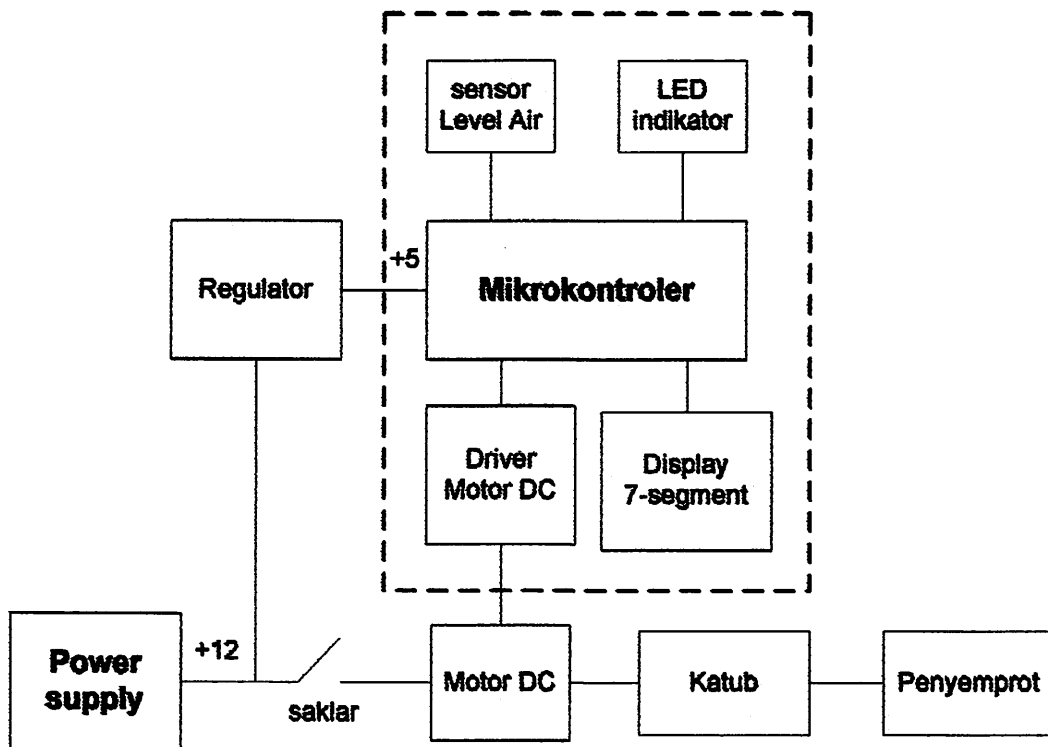 sensor
Level Air
LED
indikator
Regulator
+5
Mikrokontroler
Driver
Motor DC
Display
7-segment
Power
supply
+12
saklar
Motor DC
Katub
Penyemprot